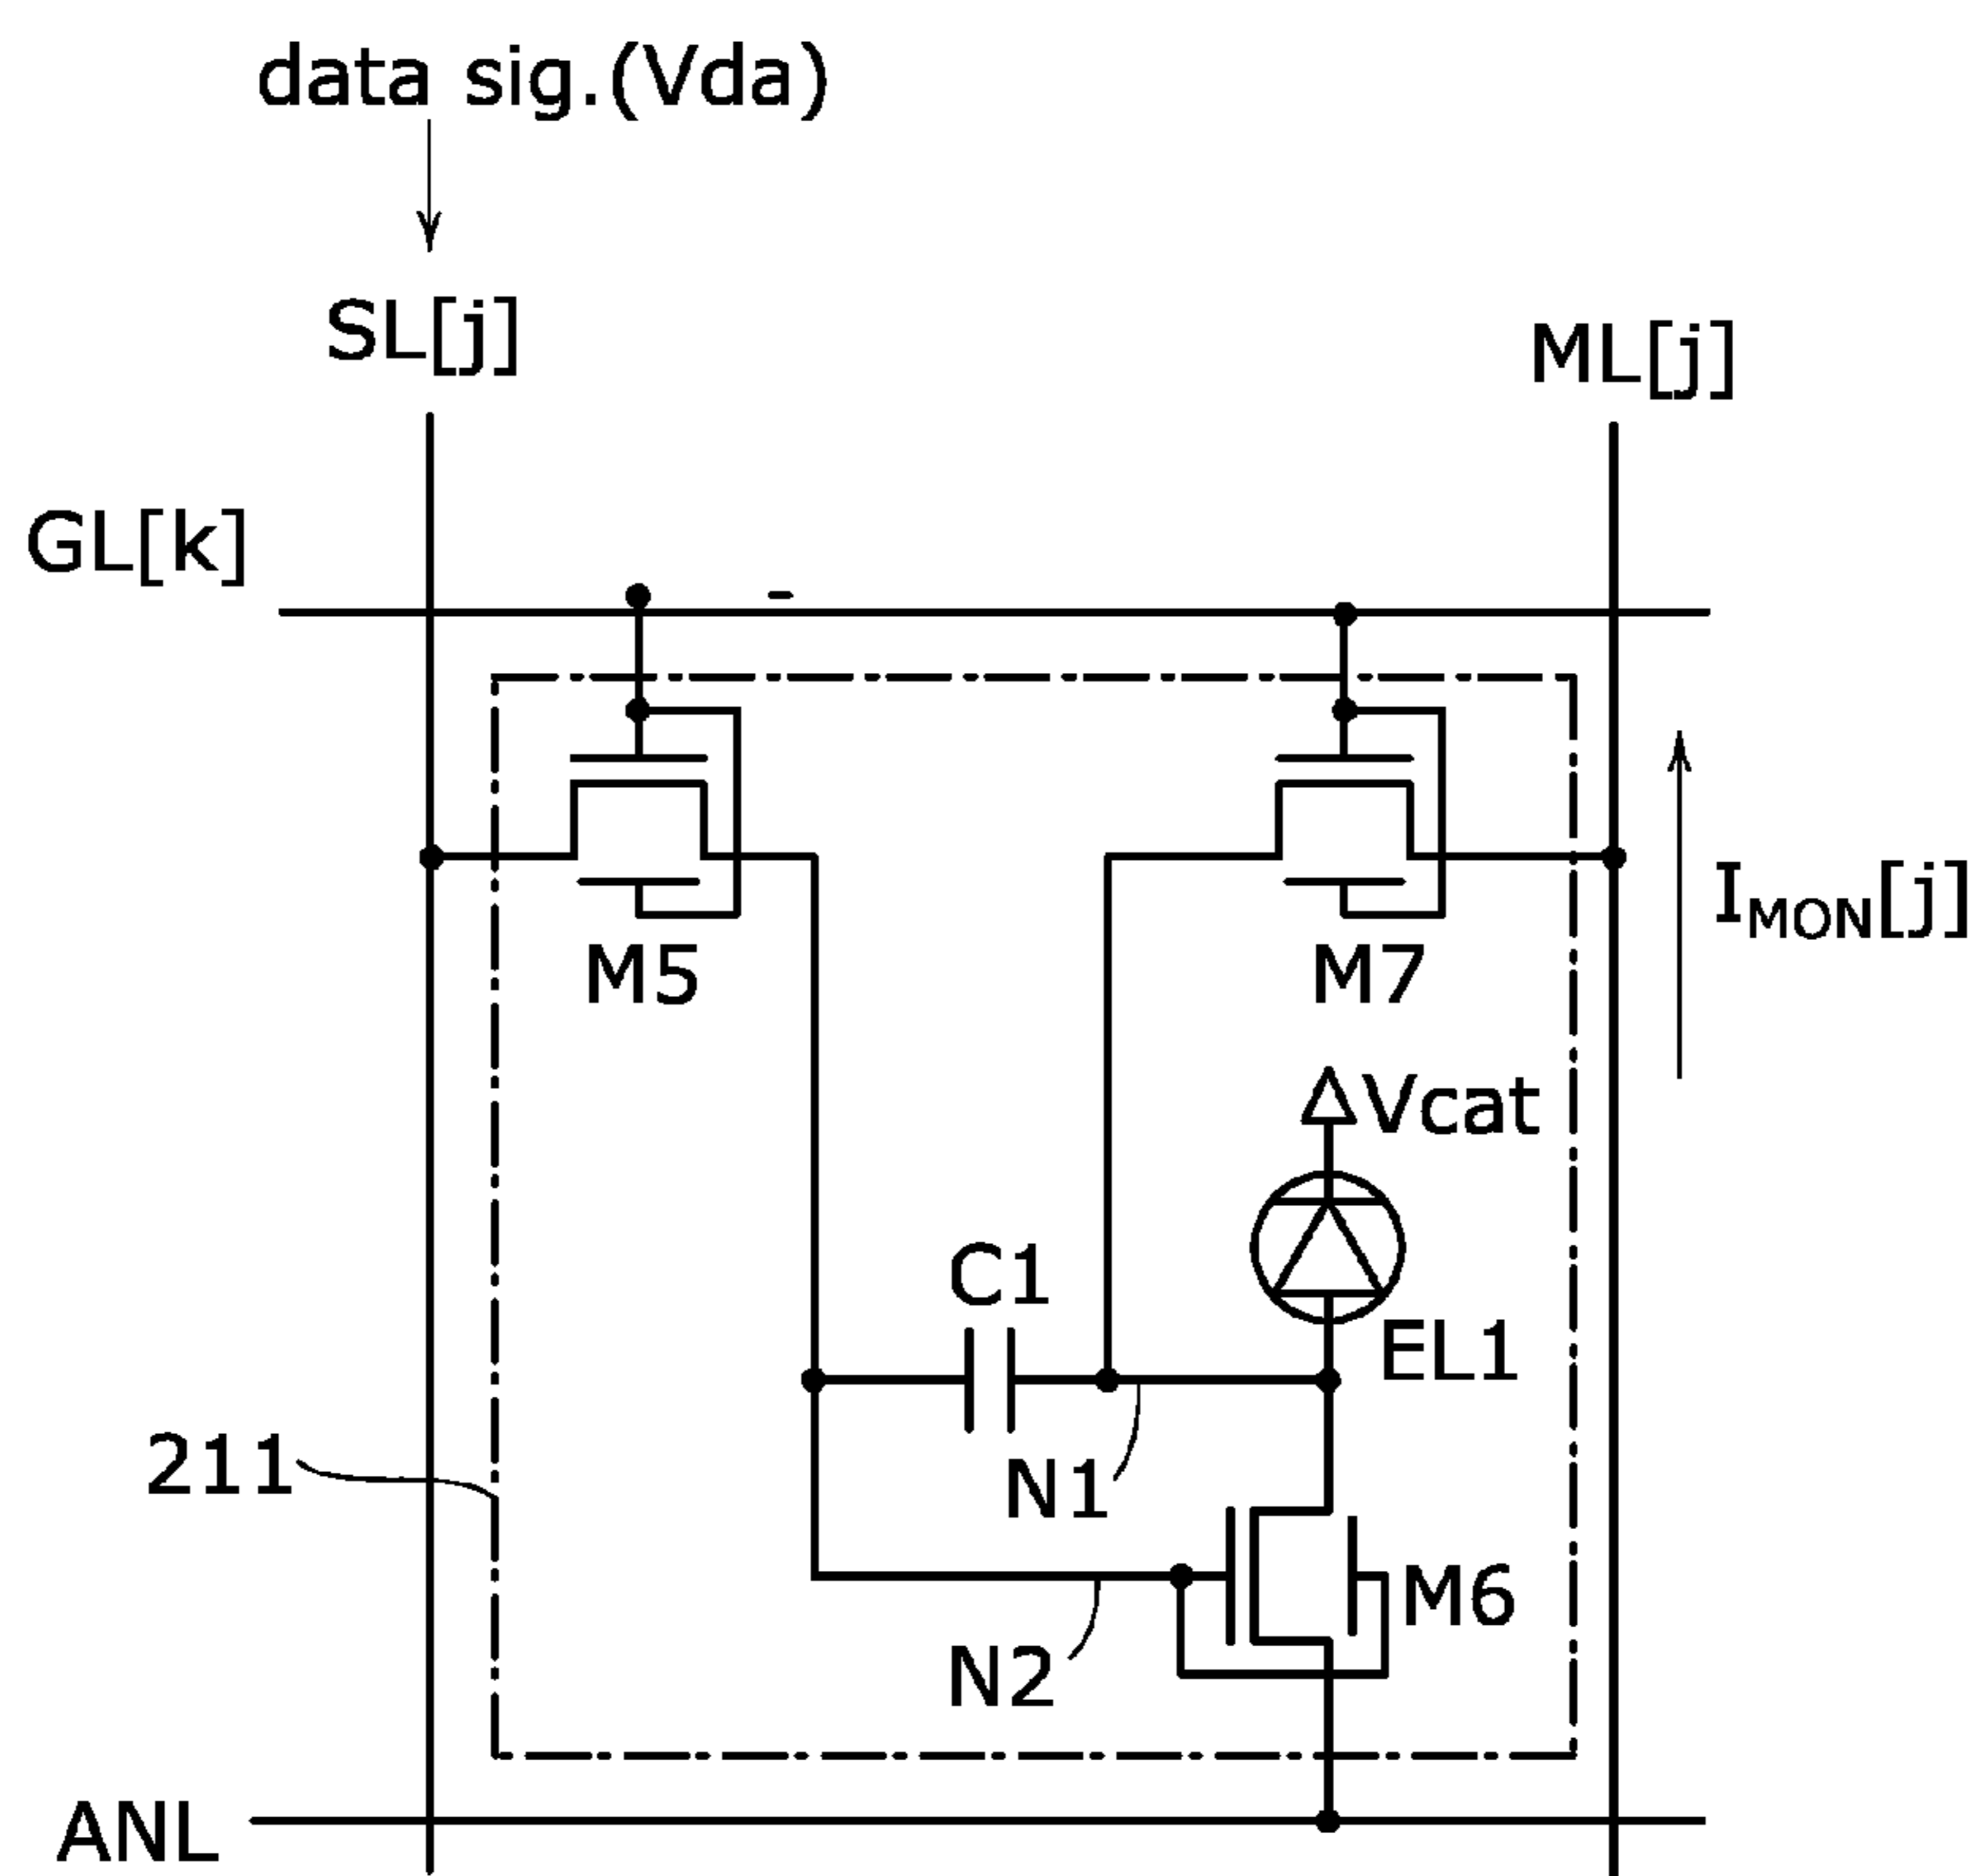 data sig.(Vda)
SL[j]
ML[j]
GL[k]
M5
M7
IMON[j]
Vcat
C1
EL1
211
N1
M6
N2
ANL